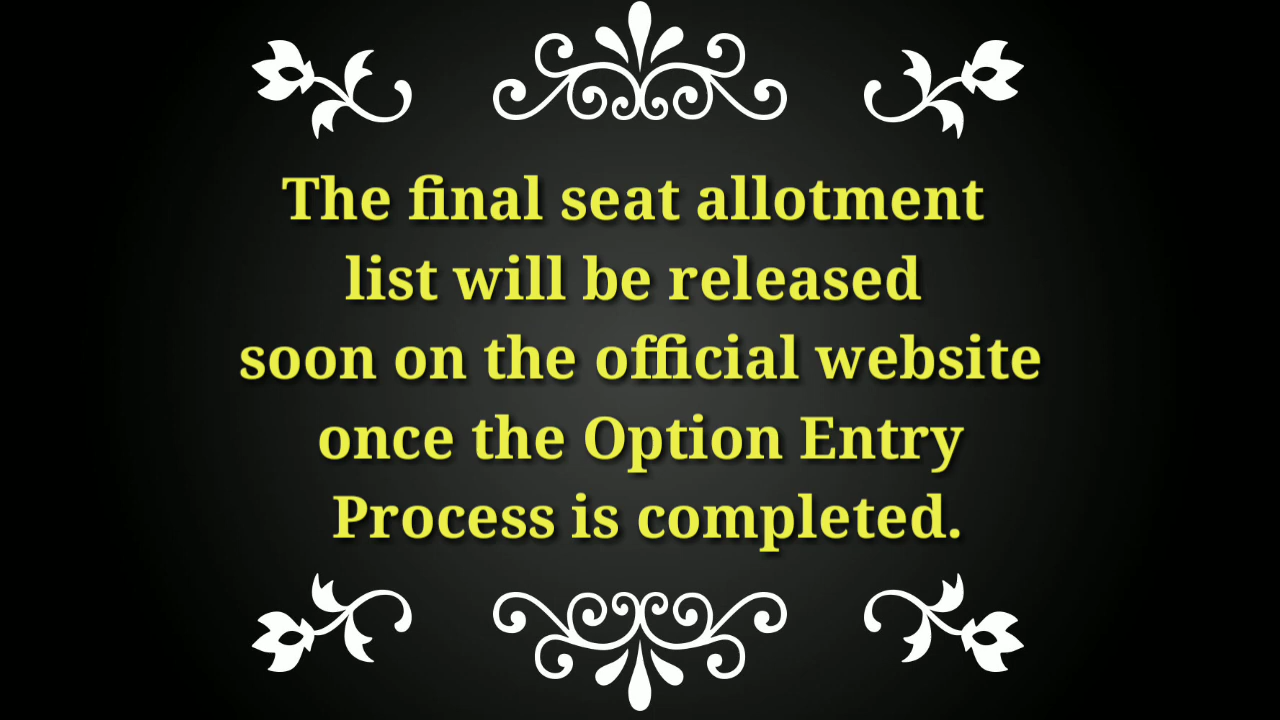 The final seat allotment
list will be released
soon on the official website
once the Option Entry
Process is completed.